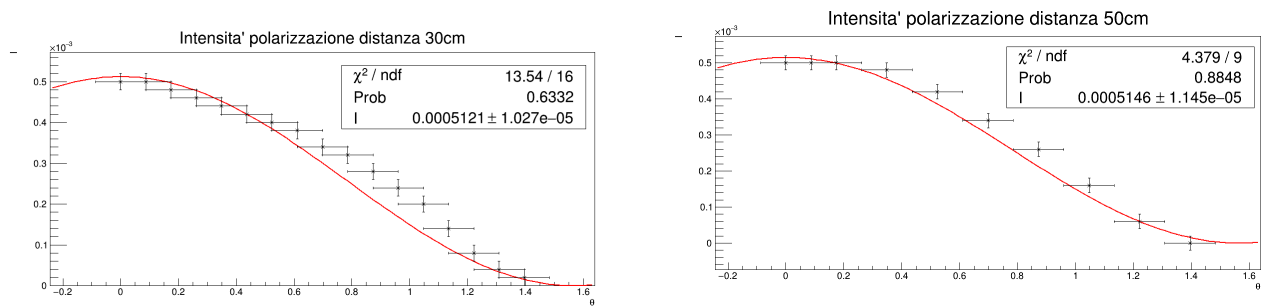 Intensita' polarizzazione distanza 30cm
×10⁻³
χ² / ndf 13.54 / 16
Prob 0.6332
I 0.0005121 ± 1.027e−05
0.5
0.4
0.3
0.2
0.1
0
−0.2 0 0.2 0.4 0.6 0.8 1 1.2 1.4 1.6
θ
Intensita' polarizzazione distanza 50cm
×10⁻³
χ² / ndf 4.379 / 9
Prob 0.8848
I 0.0005146 ± 1.145e−05
0.5
0.4
0.3
0.2
0.1
0
−0.2 0 0.2 0.4 0.6 0.8 1 1.2 1.4 1.6
θ